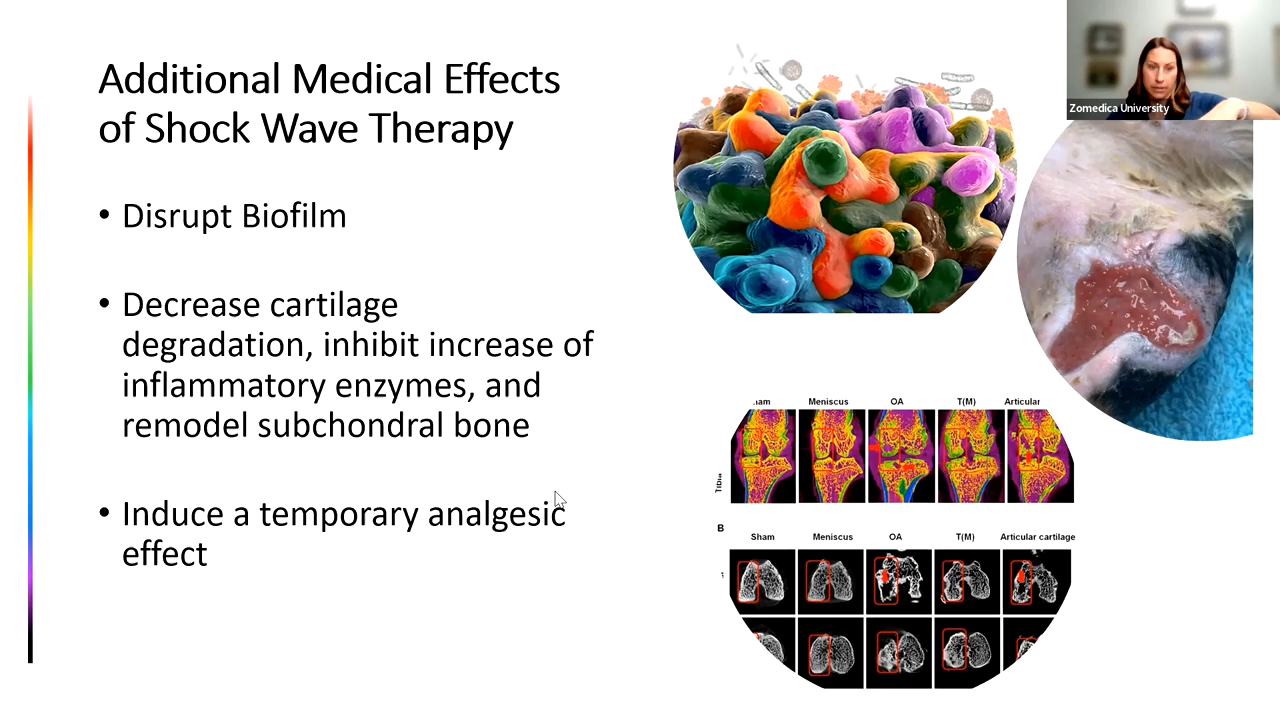 Additional Medical Effects
of Shock Wave Therapy
• Disrupt Biofilm
• Decrease cartilage
degradation, inhibit increase of
inflammatory enzymes, and
remodel subchondral bone
• Induce a temporary analgesic
effect
Zomedica University
Meniscus OA T(M) Articular
B
Sham Meniscus OA T(M) Articular cartilage